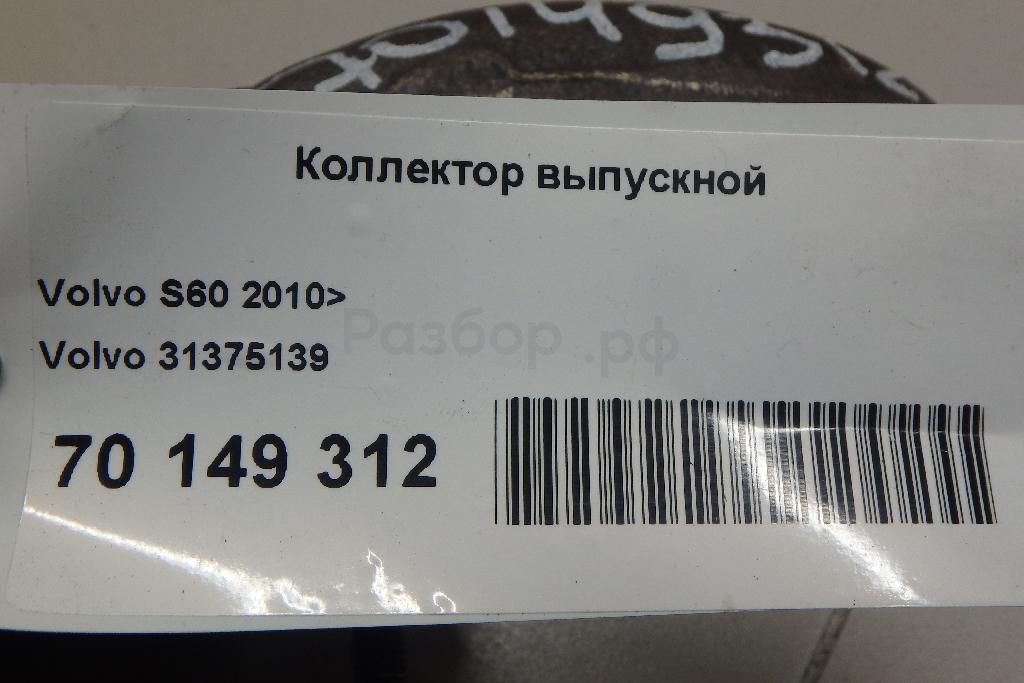 Коллектор выпускной
Volvo S60 2010>
Разбор.рф
Volvo 31375139
70 149 312